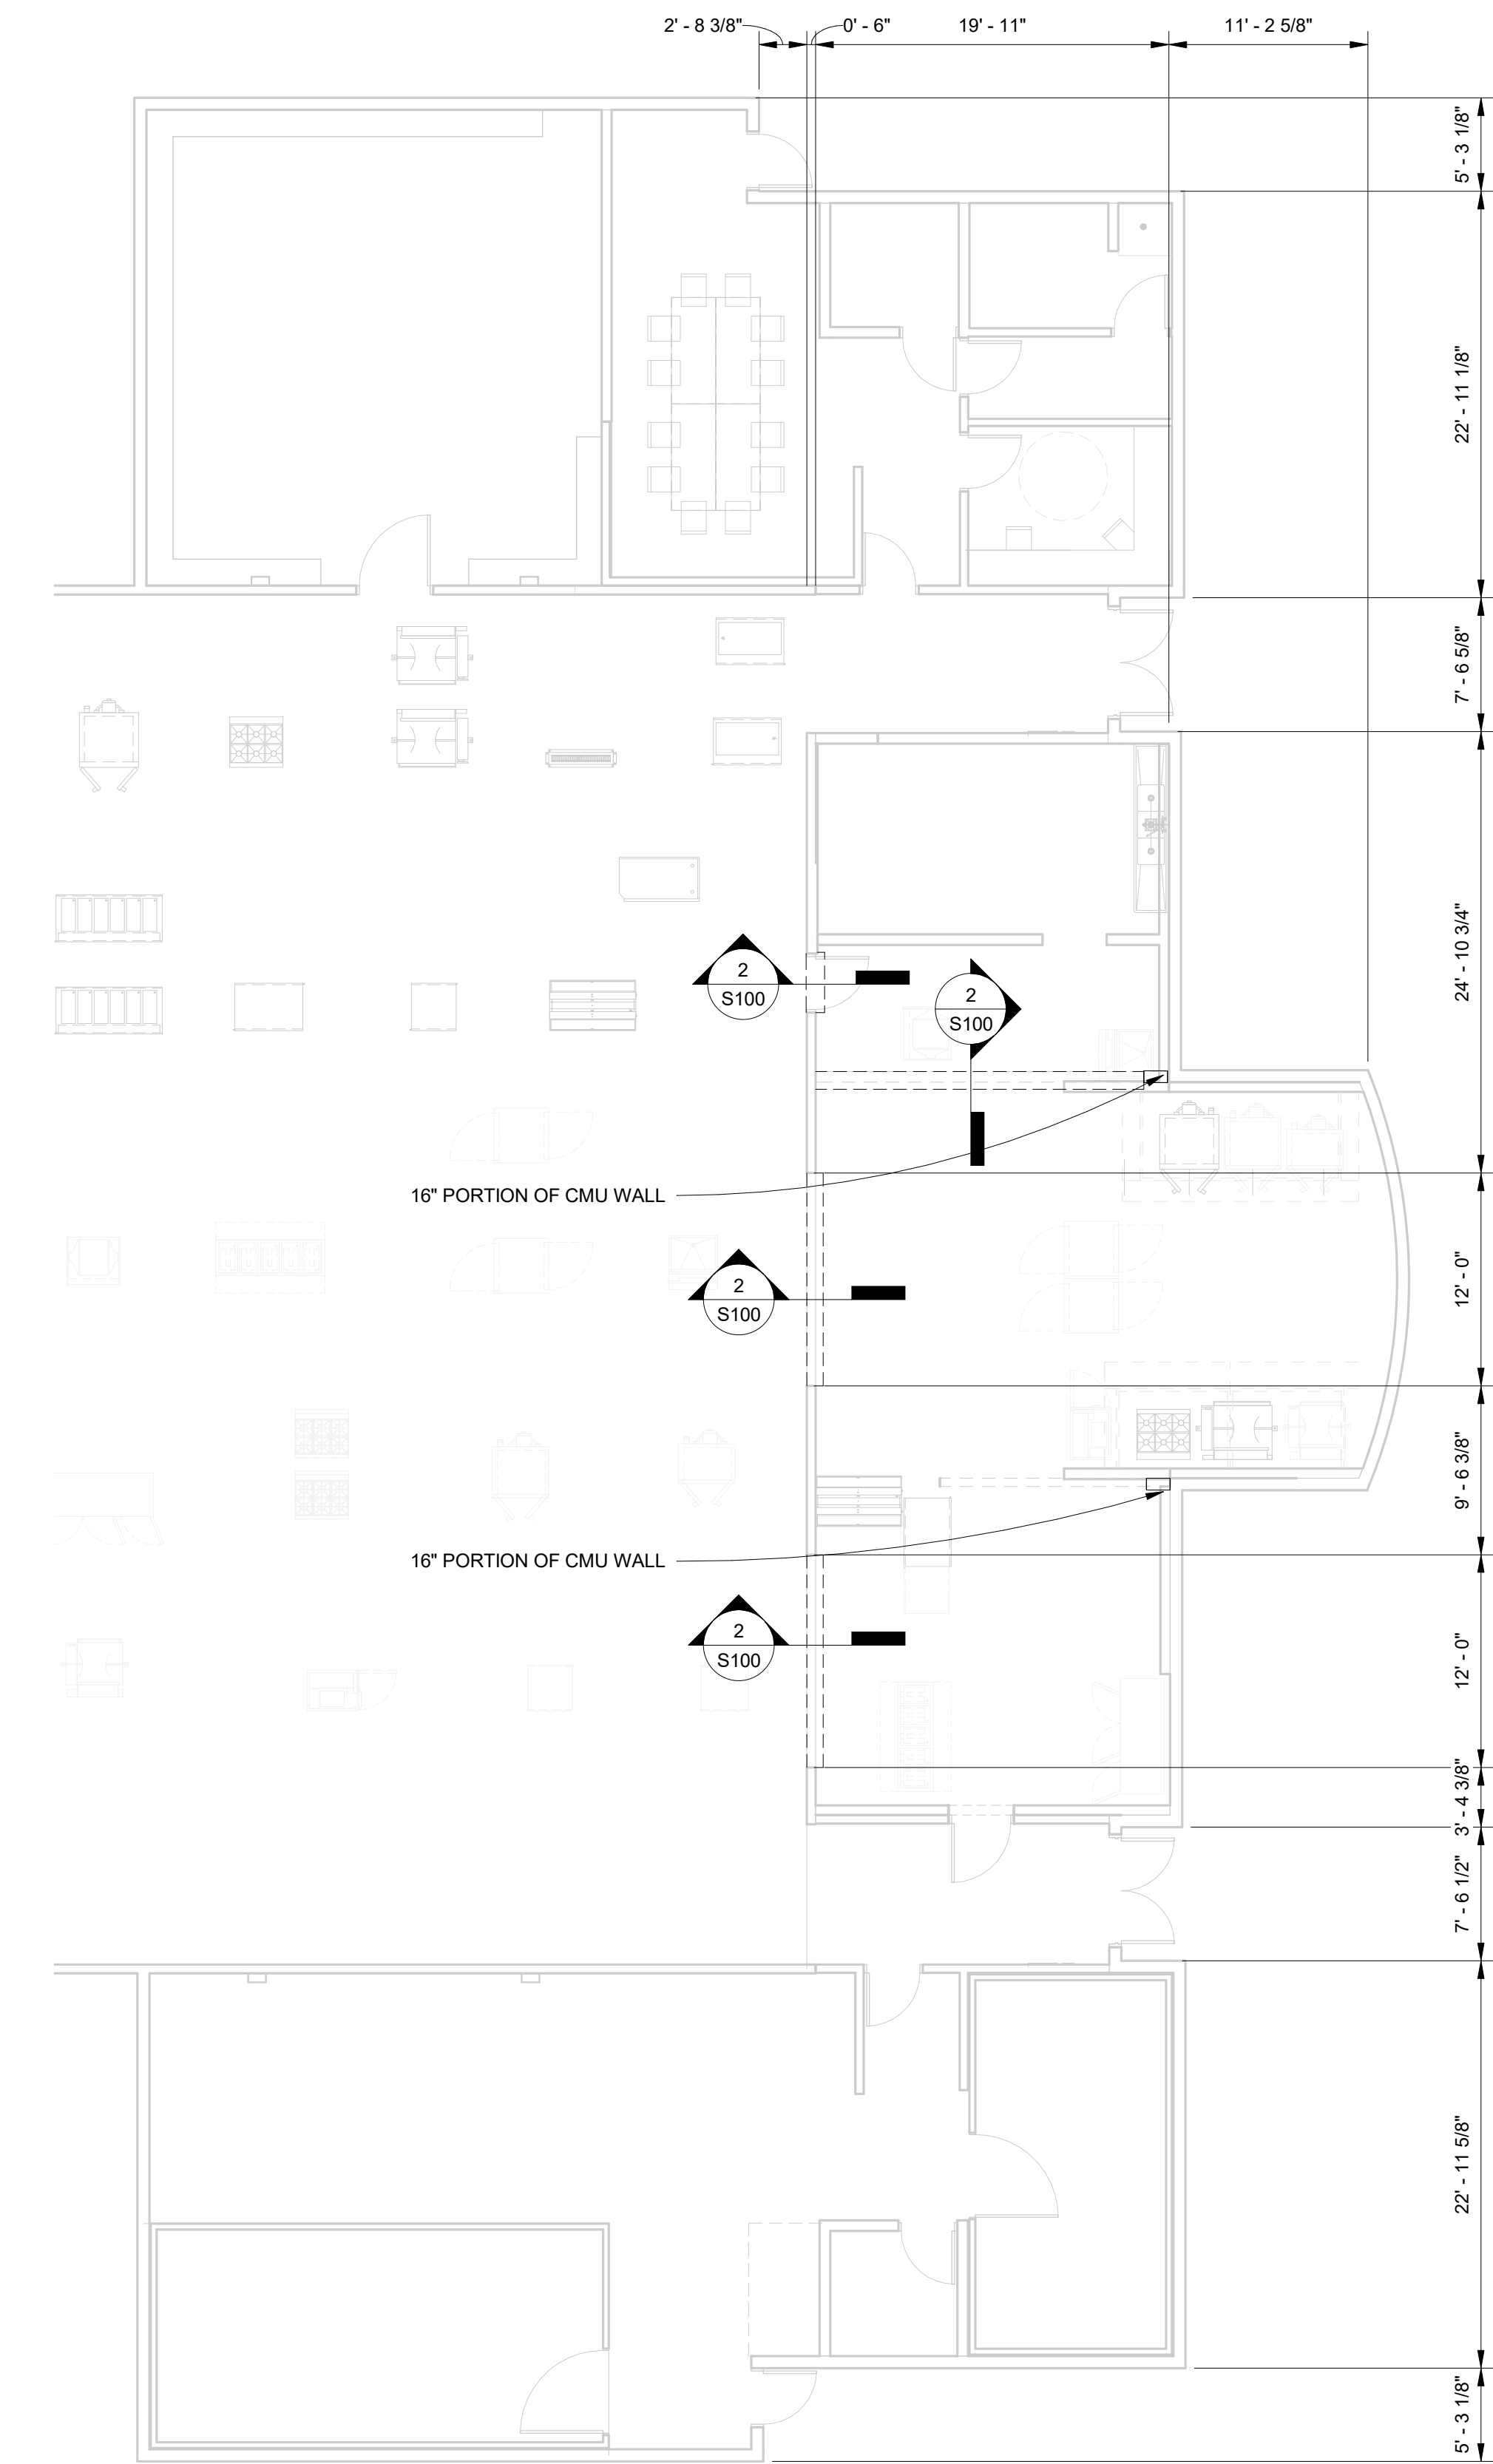 2' - 8 3/8"
0' - 6"
19' - 11"
11' - 2 5/8"
5' - 3 1/8"
22' - 11 1/8"
7' - 6 5/8"
24' - 10 3/4"
2
S100
2
S100
16" PORTION OF CMU WALL
12' - 0"
2
S100
9' - 6 3/8"
16" PORTION OF CMU WALL
12' - 0"
2
S100
3' - 4 3/8"
7' - 6 1/2"
22' - 11 5/8"
5' - 3 1/8"